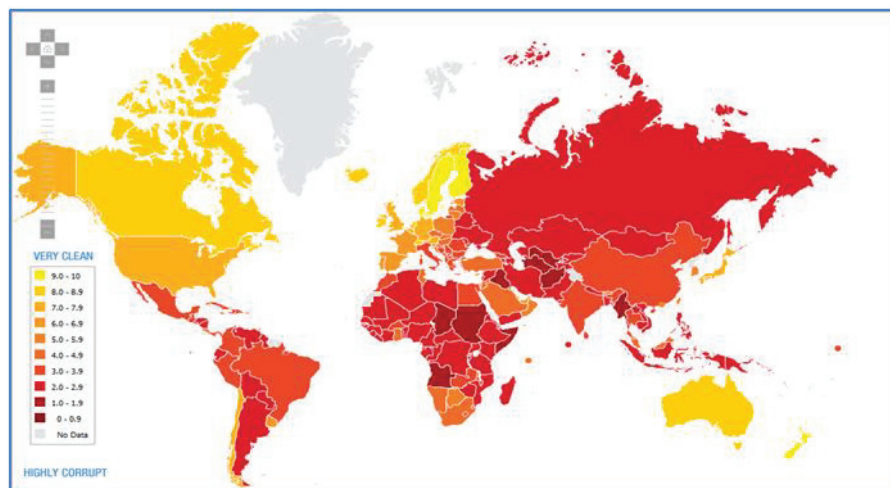 VERY CLEAN
9.0 - 10
8.0 - 8.9
7.0 - 7.9
6.0 - 6.9
5.0 - 5.9
4.0 - 4.9
3.0 - 3.9
2.0 - 2.9
1.0 - 1.9
0 - 0.9
No Data
HIGHLY CORRUPT